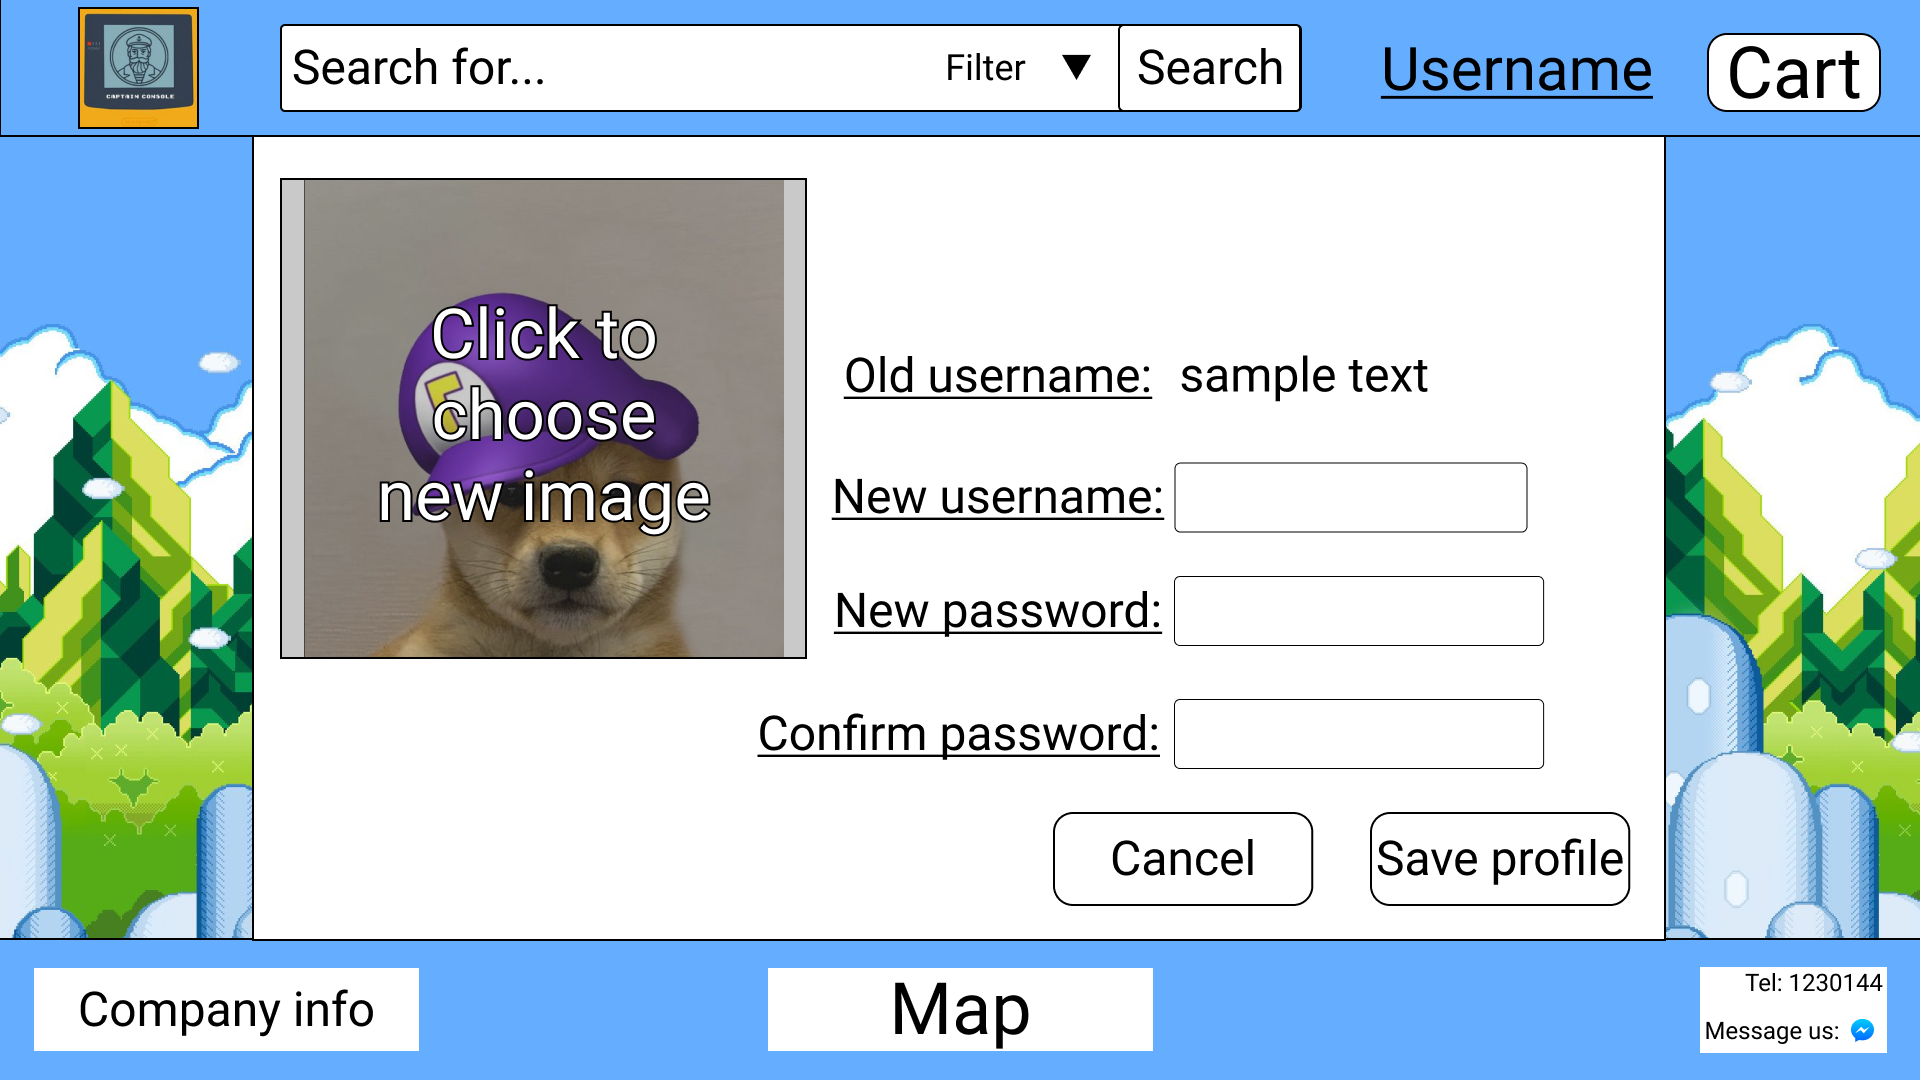 CAPTAIN CONSOLE
Search for...
Filter
Search
Username
Cart
Click to
choose
new image
Old username: sample text
New username:
New password:
Confirm password:
Cancel
Save profile
Company info
Map
Tel: 1230144
Message us: